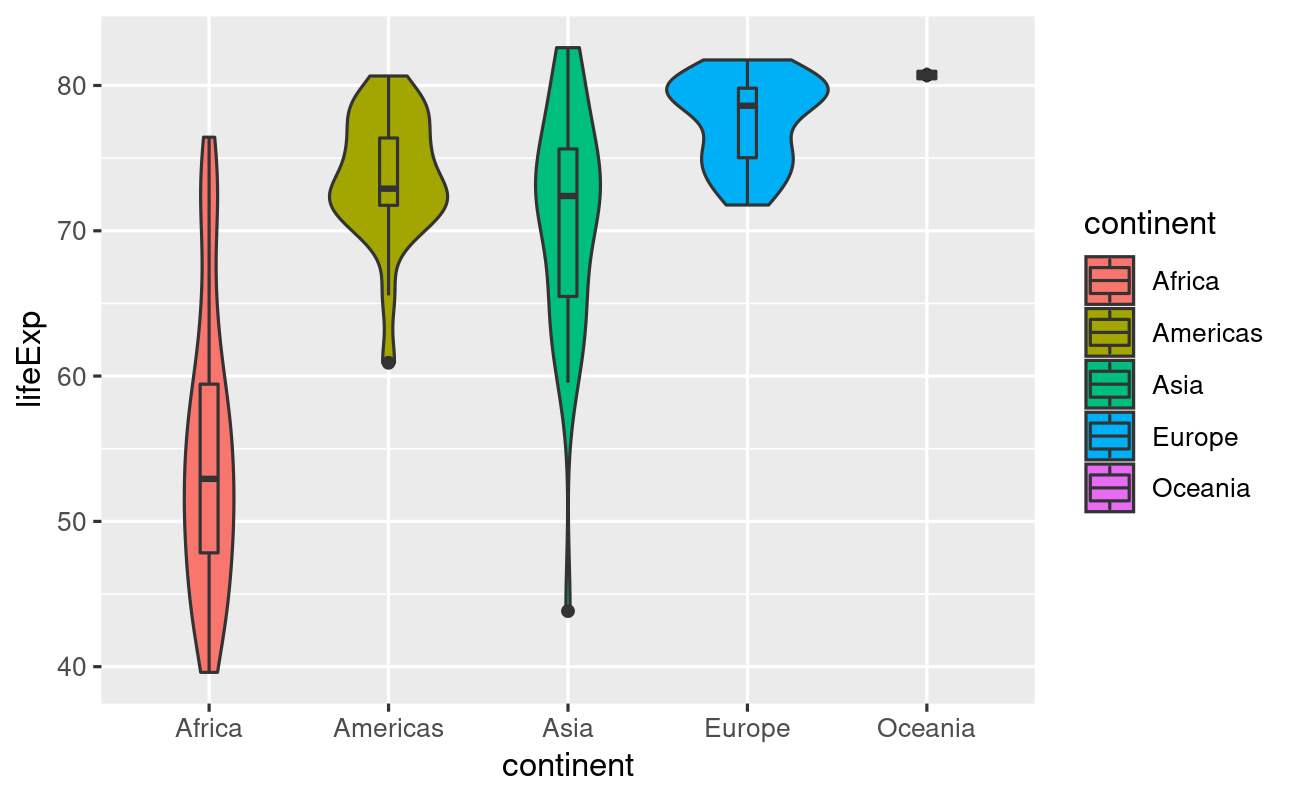 80
70
60
50
40
lifeExp
Africa Americas Asia Europe Oceania
continent
continent
Africa
Americas
Asia
Europe
Oceania